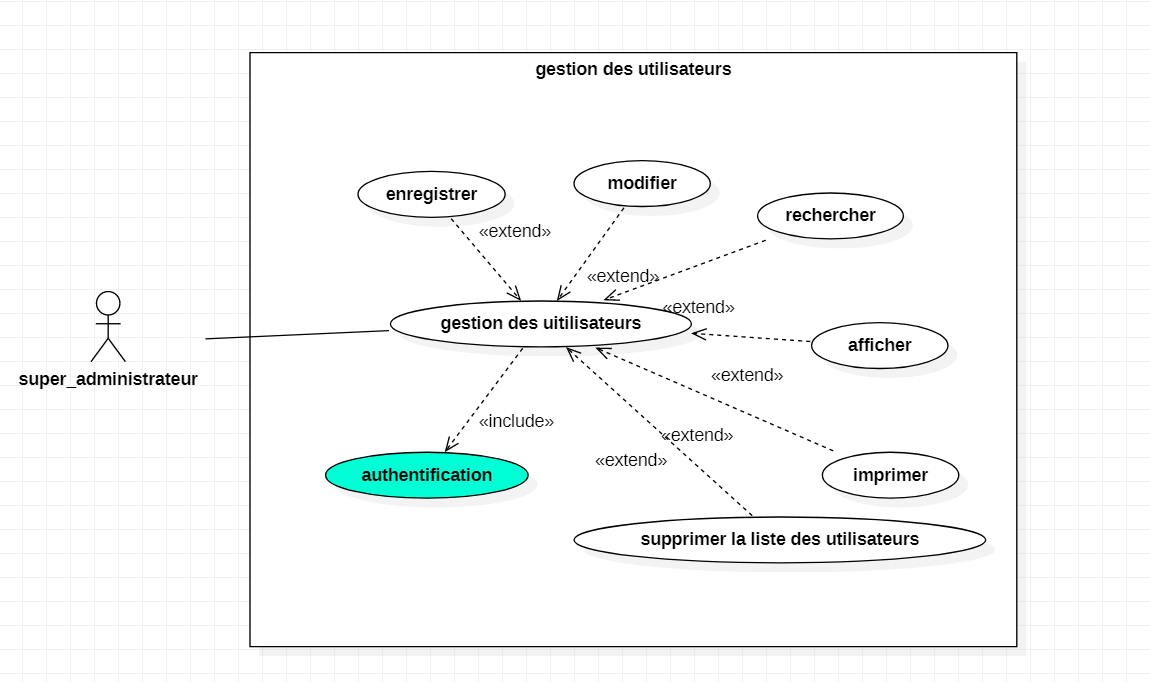 gestion des utilisateurs
enregistrer
modifier
rechercher
«extend»
«extend»
«extend»
gestion des uitilisateurs
afficher
super_administrateur
«extend»
«include»
«extend»
«extend»
authentification
imprimer
supprimer la liste des utilisateurs